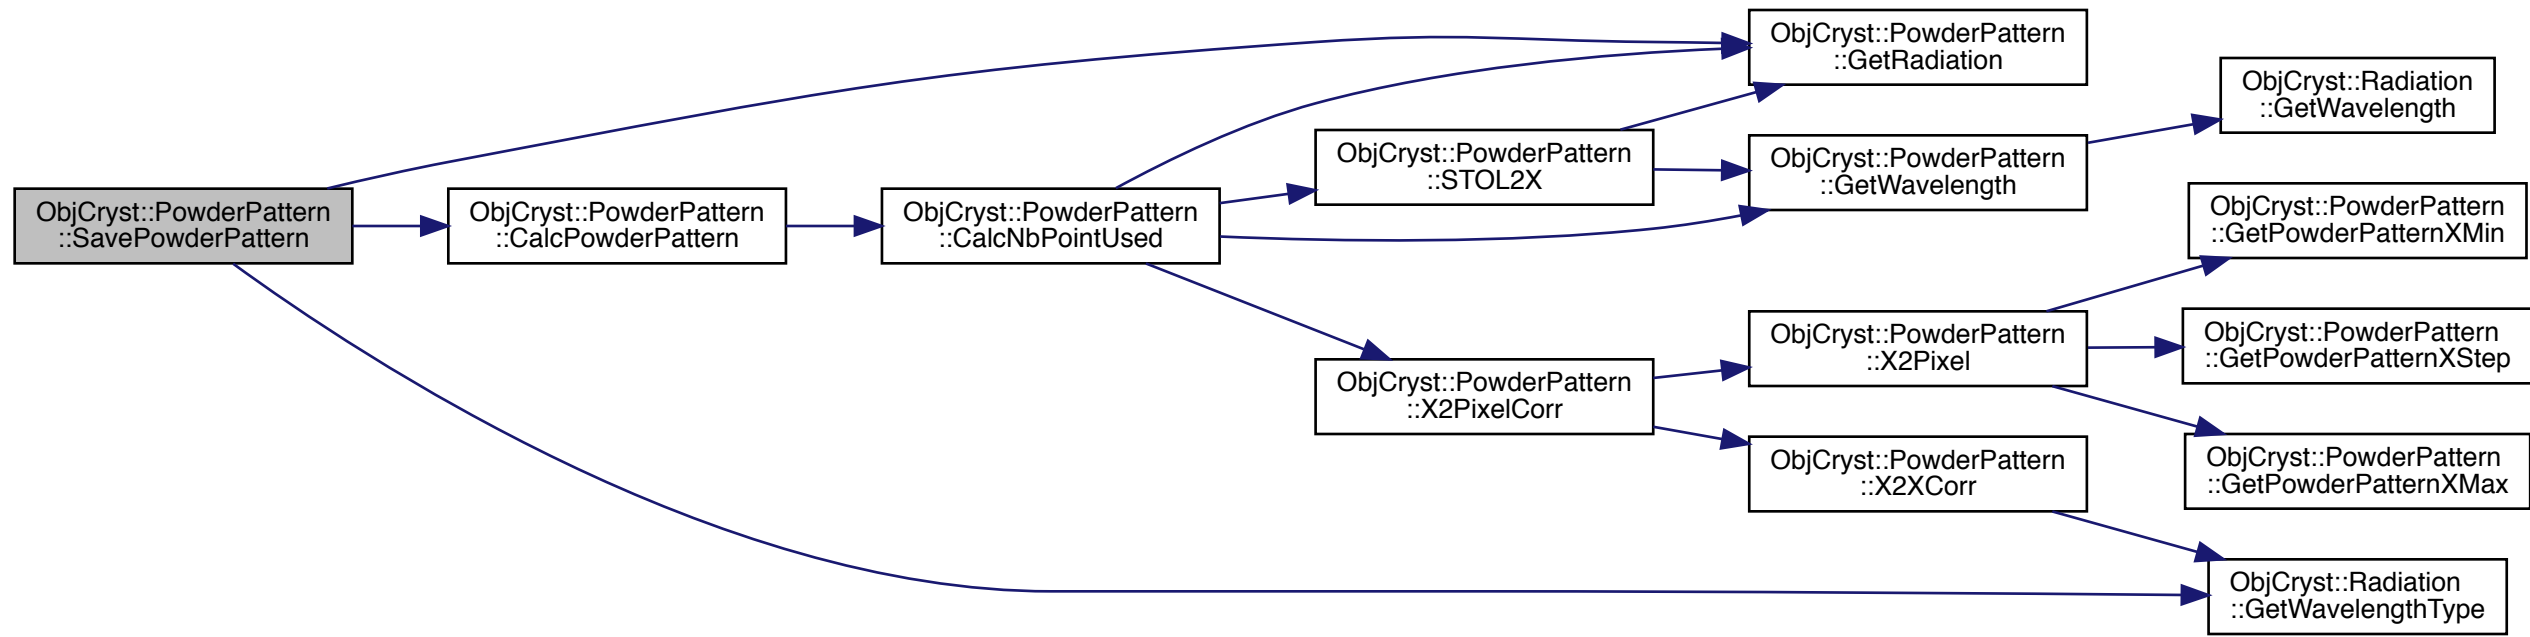 ObjCryst::PowderPattern
::SavePowderPattern
ObjCryst::PowderPattern
::CalcPowderPattern
ObjCryst::PowderPattern
::CalcNbPointUsed
ObjCryst::PowderPattern
::STOL2X
ObjCryst::PowderPattern
::X2PixelCorr
ObjCryst::PowderPattern
::GetRadiation
ObjCryst::PowderPattern
::GetWavelength
ObjCryst::PowderPattern
::X2Pixel
ObjCryst::PowderPattern
::X2XCorr
ObjCryst::Radiation
::GetWavelength
ObjCryst::PowderPattern
::GetPowderPatternXMin
ObjCryst::PowderPattern
::GetPowderPatternXStep
ObjCryst::PowderPattern
::GetPowderPatternXMax
ObjCryst::Radiation
::GetWavelengthType